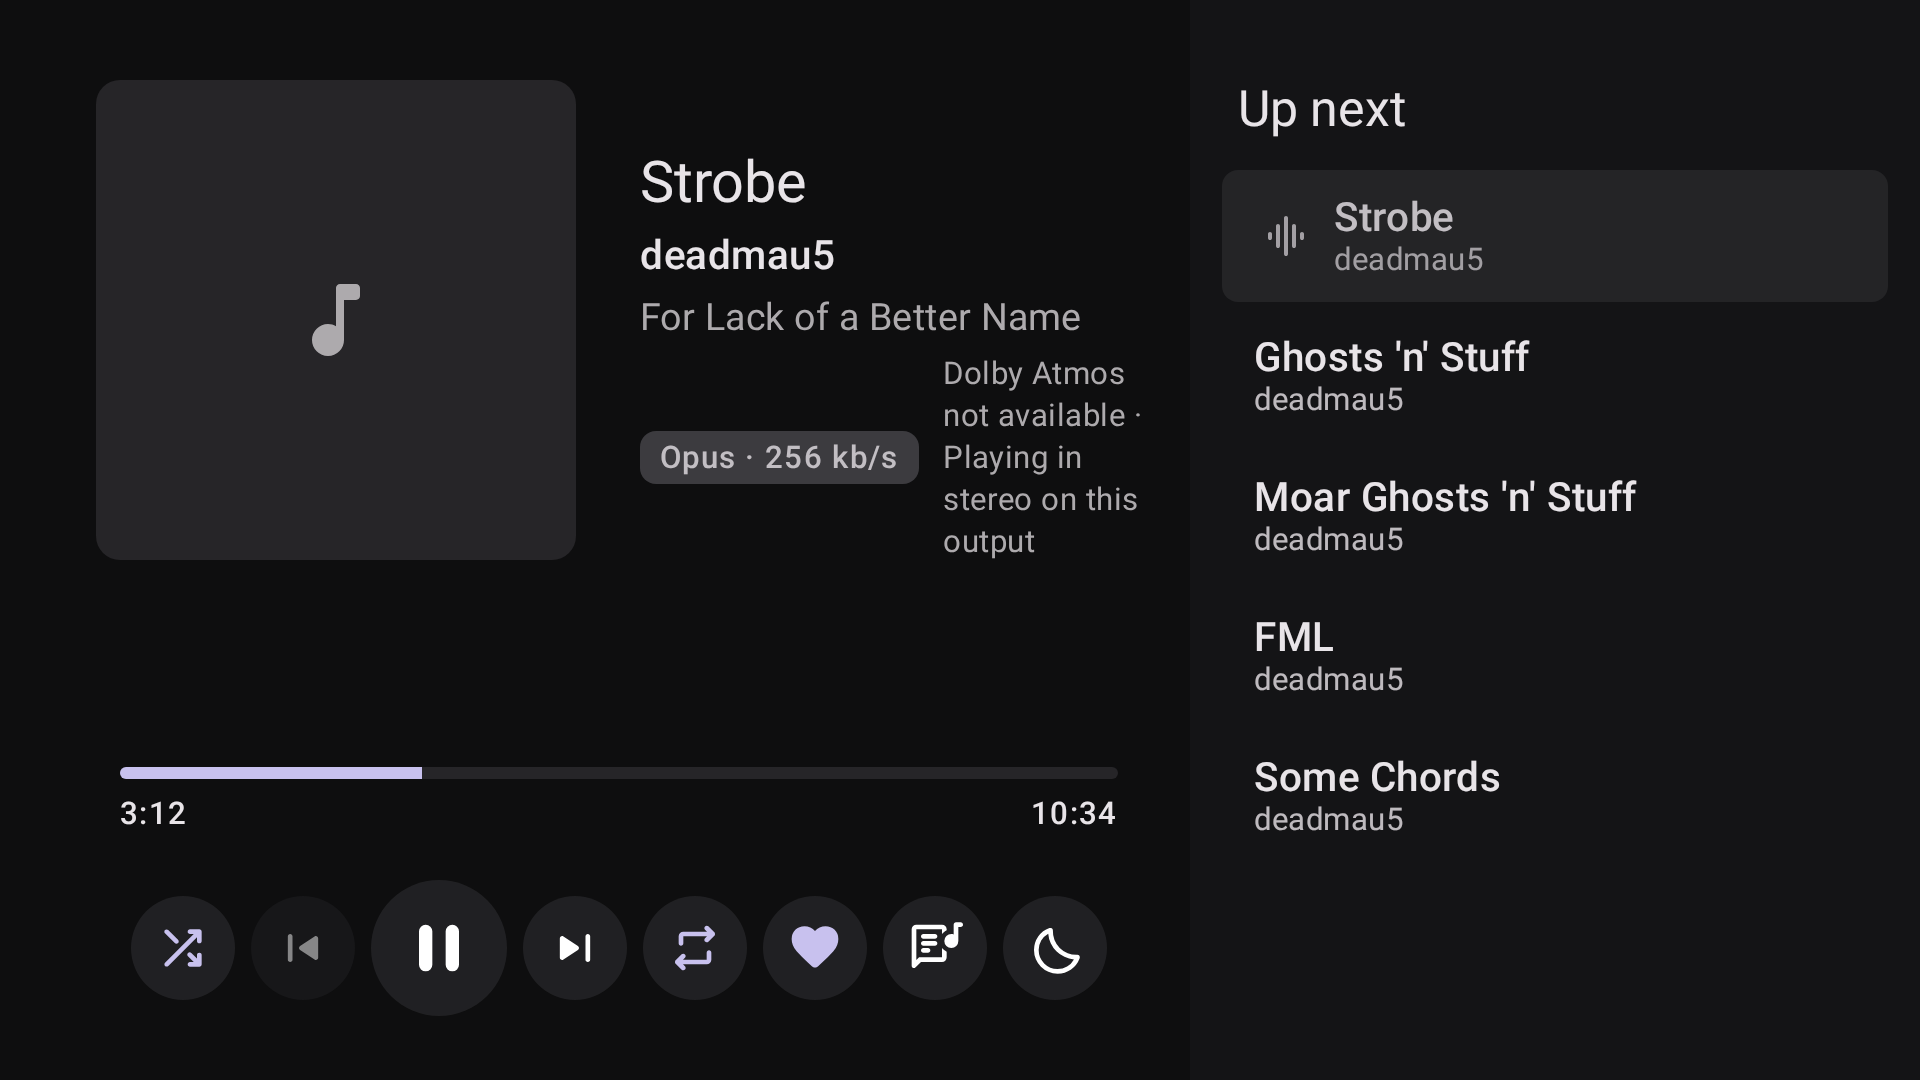 Strobe
deadmau5
For Lack of a Better Name
Opus · 256 kb/s
Dolby Atmos
not available ·
Playing in
stereo on this
output
3:12
10:34
Up next
Strobe
deadmau5
Ghosts 'n' Stuff
deadmau5
Moar Ghosts 'n' Stuff
deadmau5
FML
deadmau5
Some Chords
deadmau5